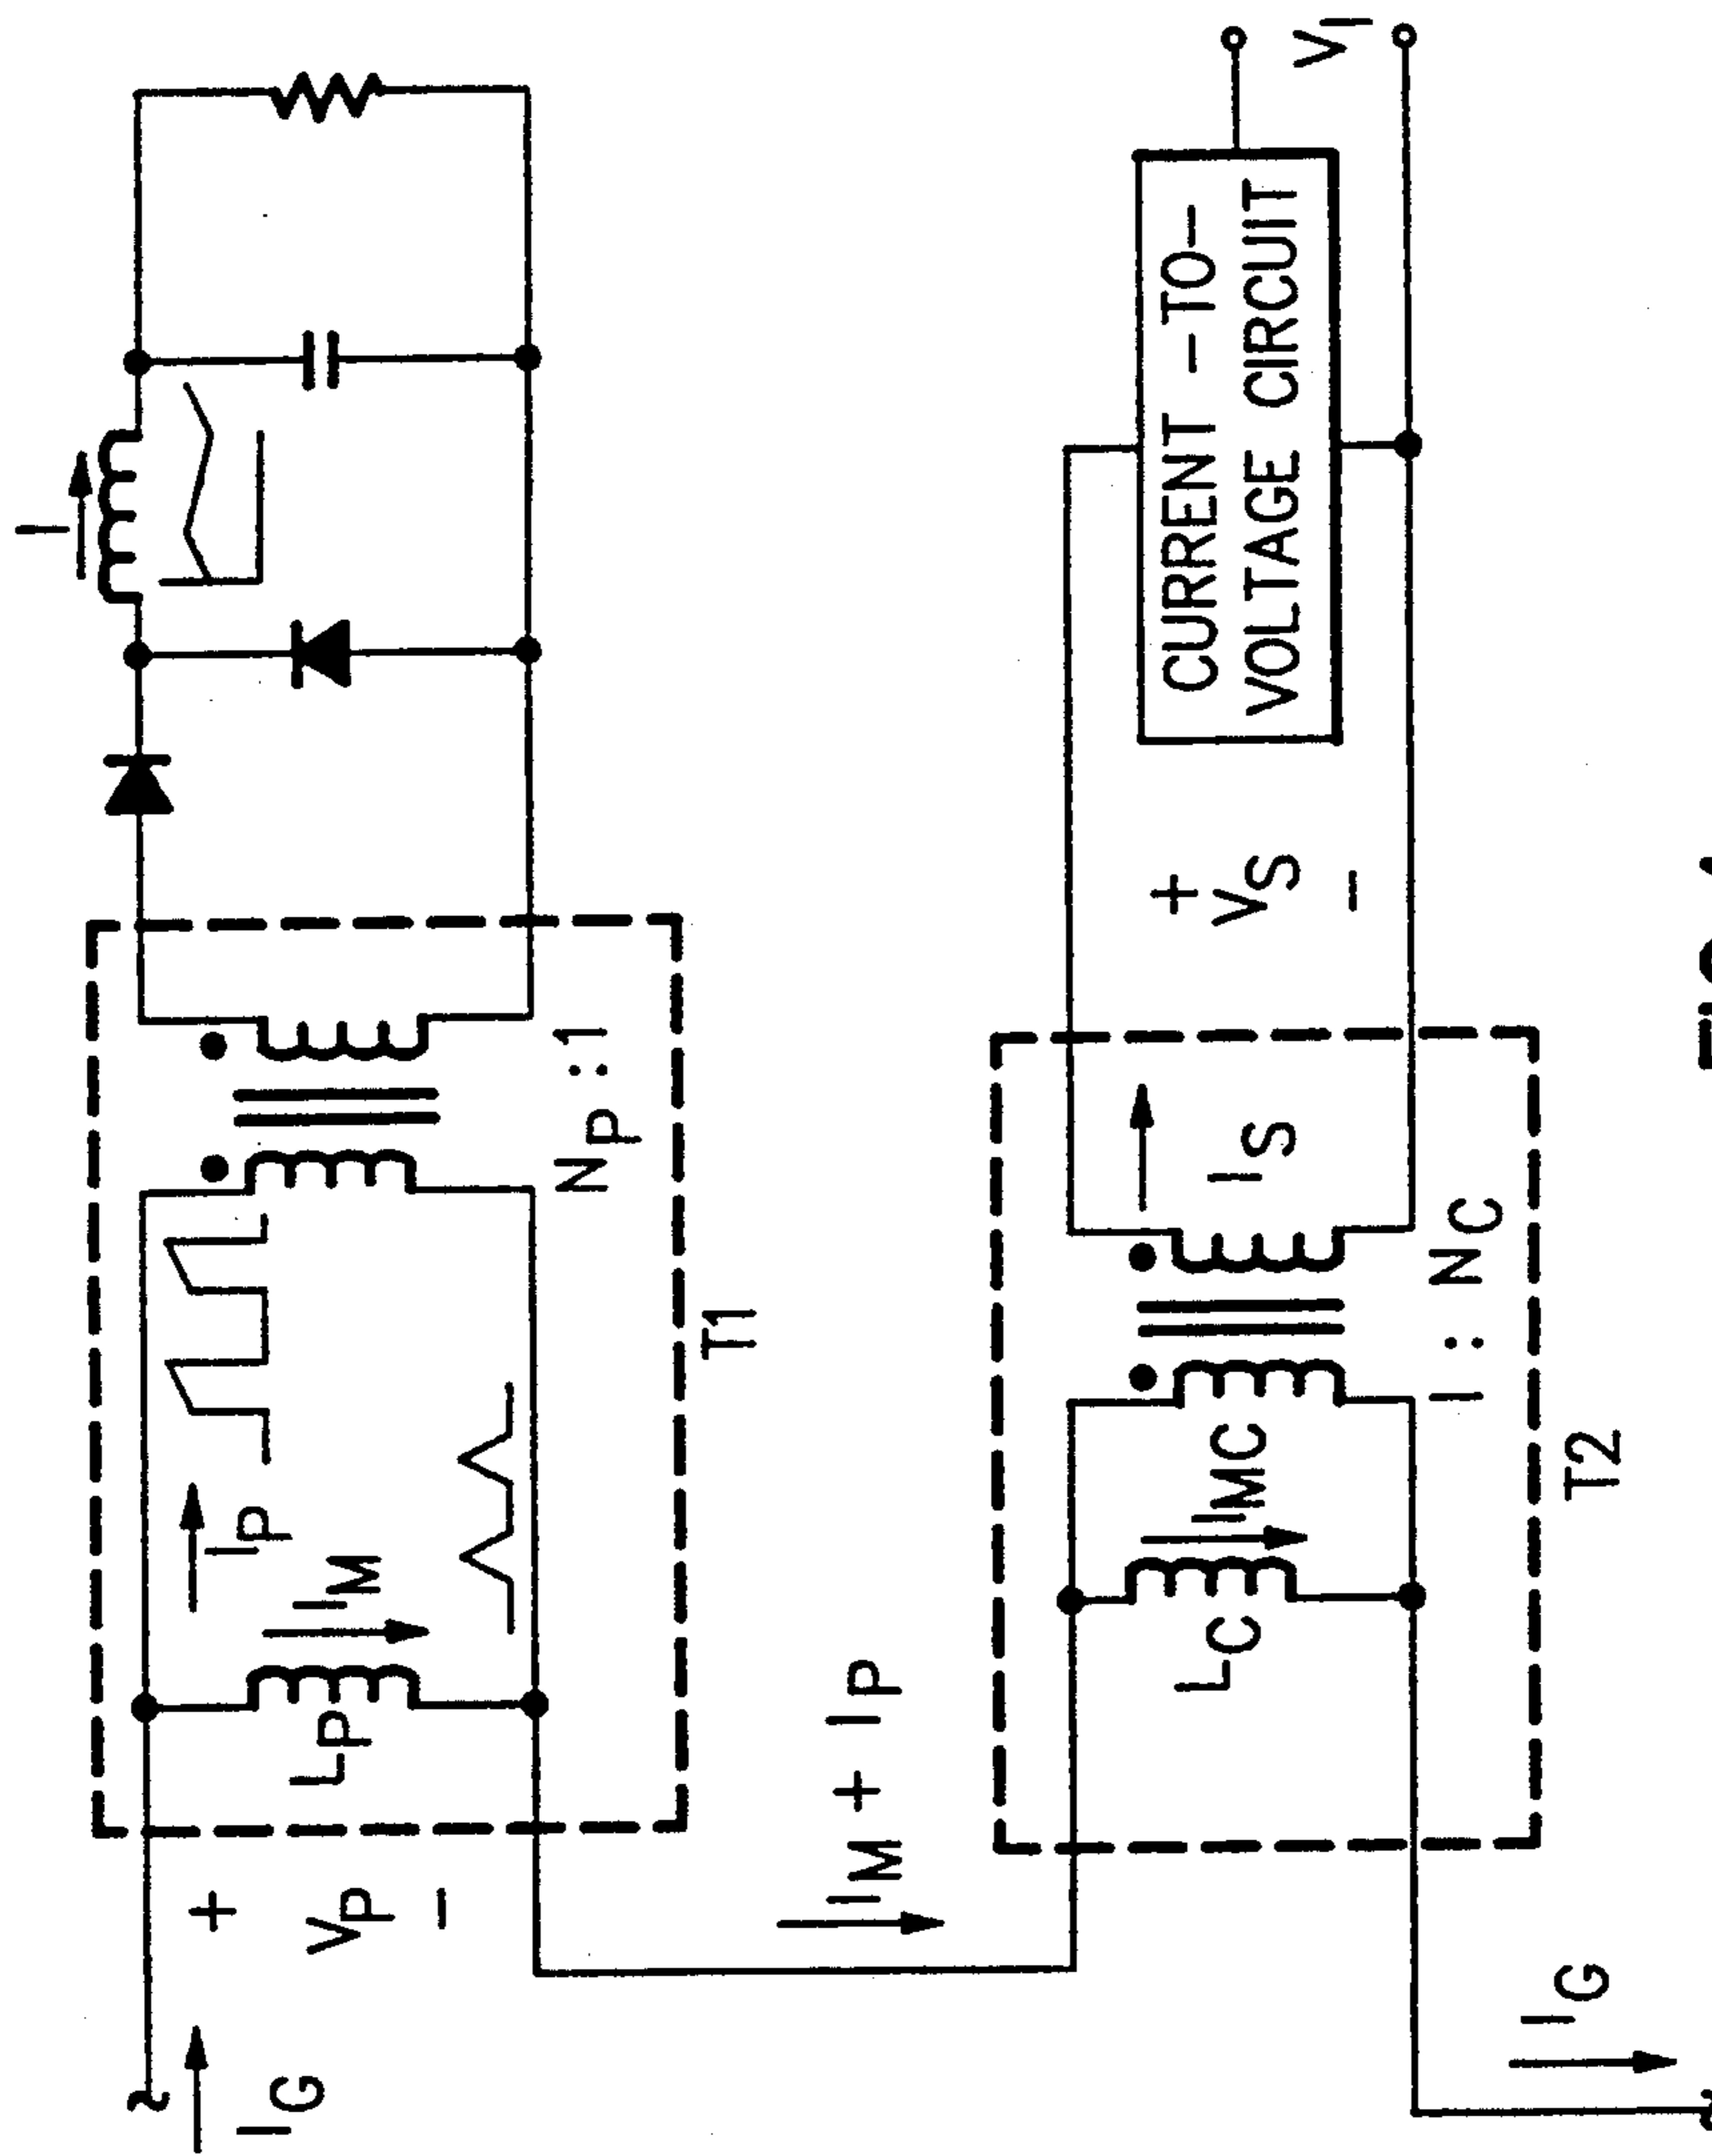 I
I_G
+
V_P
-
L_P
I_M
I_P
N_P : 1
T1
I_M + I_P
L_C
I_MC
I_S
1 : N_C
T2
+
V_S
-
CURRENT -TO-
VOLTAGE CIRCUIT
V_I
I_G